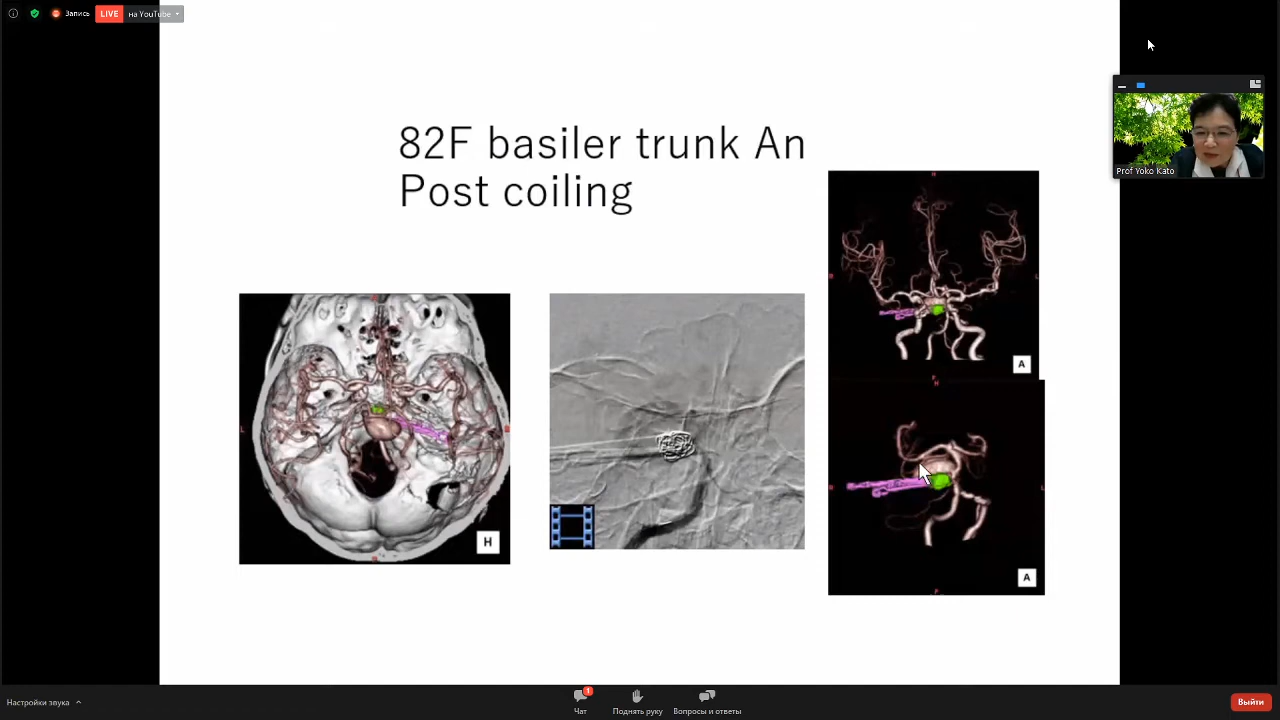 Запись
LIVE
на YouTube
82F basiler trunk An
Post coiling
Prof Yoko Kato
A
H
A
Настройки звука
1
Чат
Поднять руку
Вопросы и ответы
Выйти